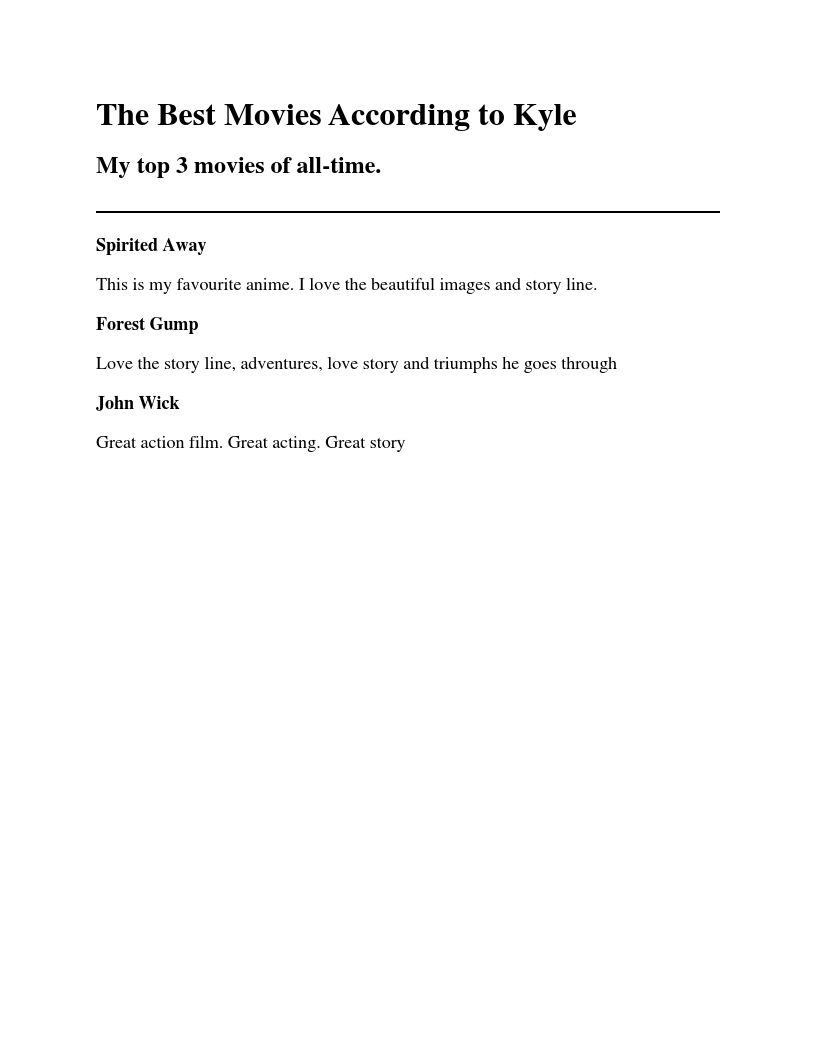 The Best Movies According to Kyle
My top 3 movies of all-time.
Spirited Away
This is my favourite anime. I love the beautiful images and story line.
Forest Gump
Love the story line, adventures, love story and triumphs he goes through
John Wick
Great action film. Great acting. Great story